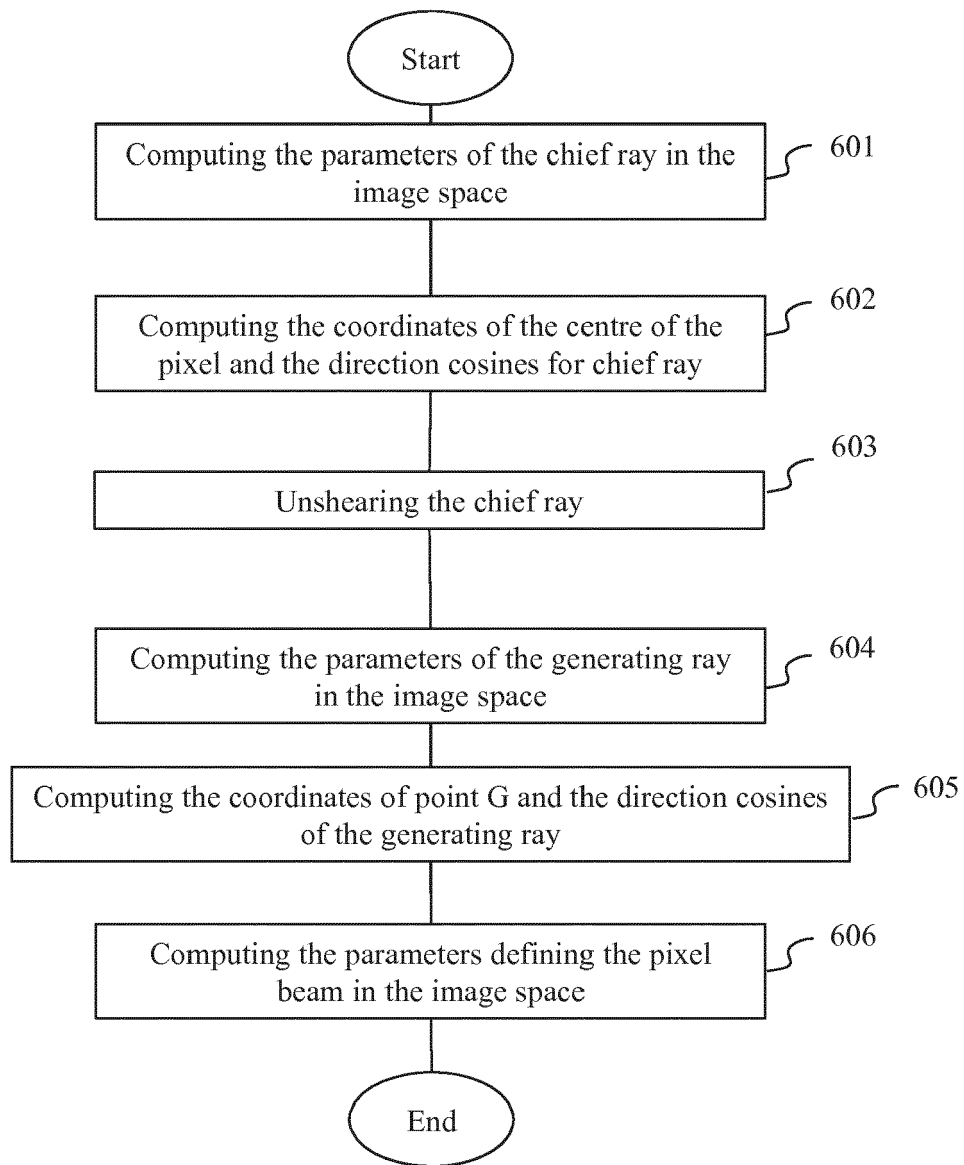 Start
Computing the parameters of the chief ray in the
image space
601
Computing the coordinates of the centre of the
pixel and the direction cosines for chief ray
602
Unshearing the chief ray
603
Computing the parameters of the generating ray
in the image space
604
Computing the coordinates of point G and the direction cosines
of the generating ray
605
Computing the parameters defining the pixel
beam in the image space
606
End